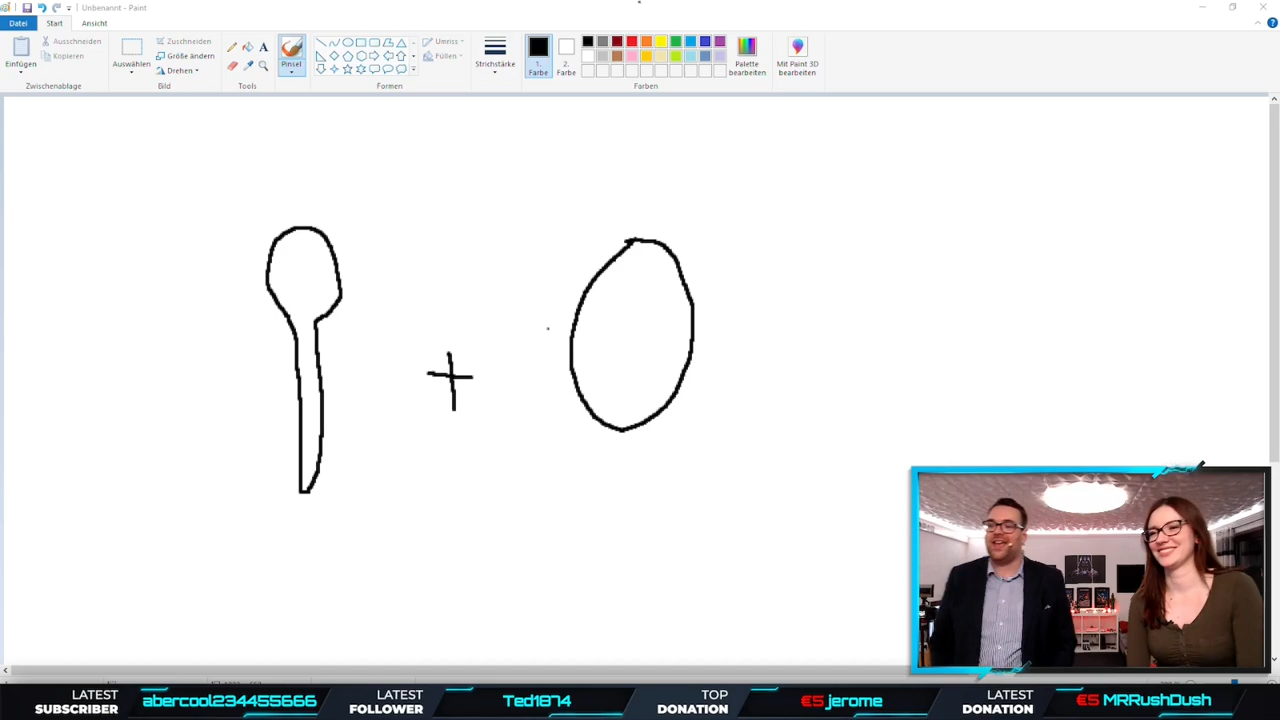 Unbenannt - Paint
Datei Start Ansicht
Einfügen
Ausschneiden
Kopieren
Zwischenablage
Auswählen
Zuschneiden
Größe ändern
Drehen
Bild
Tools
Pinsel
Formen
Umriss
Füllen
Strichstärke
1. Farbe
2. Farbe
Farben
Palette bearbeiten
Mit Paint 3D bearbeiten
+
LATEST SUBSCRIBER abercool234455666
LATEST FOLLOWER Ted1874
TOP DONATION €5 jerome
LATEST DONATION €5 MRRushDush